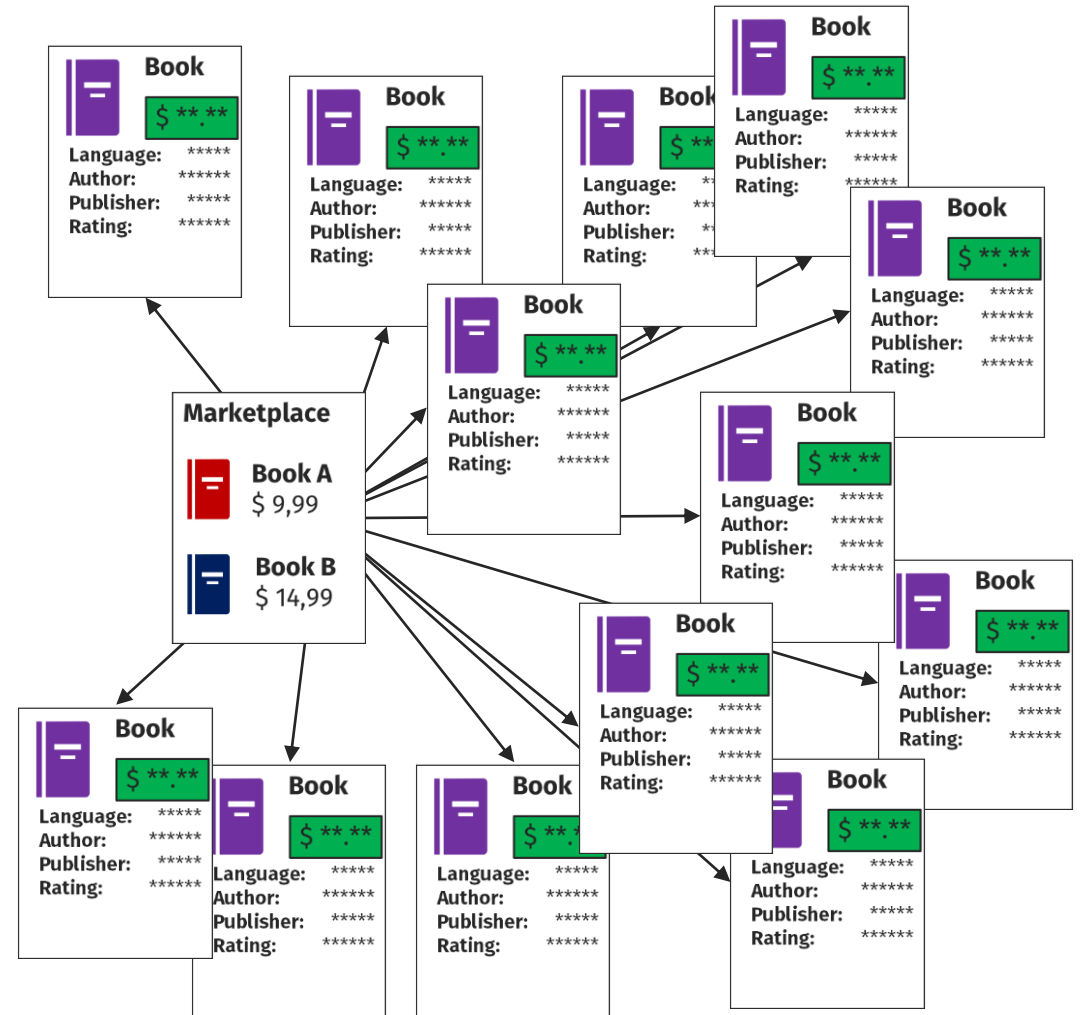 Book
$ **.**
Language: *****
Author: ******
Publisher: *****
Rating: ******
Book
$ **.**
Language: *****
Author: ******
Publisher: *****
Rating: ******
Book
$ **
Language: **
Author: ***
Publisher: **
Rating: ***
Book
$ **.**
Language: *****
Author: ******
Publisher: *****
Rating: ******
Book
$ **.**
Language: *****
Author: ******
Publisher: *****
Rating: ******
Book
$ **.**
Language: *****
Author: ******
Publisher: *****
Rating: ******
Marketplace
Book A
$ 9,99
Book B
$ 14,99
Book
$ **.**
Language: *****
Author: ******
Publisher: *****
Rating: ******
Book
$ **.**
Language: *****
Author: ******
Publisher: *****
Rating: ******
Book
$ **.**
Language: *****
Author: ******
Publisher: *****
Rating: ******
Book
$ **.**
Language: *****
Author: ******
Publisher: *****
Rating: ******
Book
$ **.**
Language: *****
Author: ******
Publisher: *****
Rating: ******
Book
$ **.*
Language: *****
Author: ******
Publisher: *****
Rating: ******
Book
$ **.**
Language: *****
Author: ******
Publisher: *****
Rating: ******